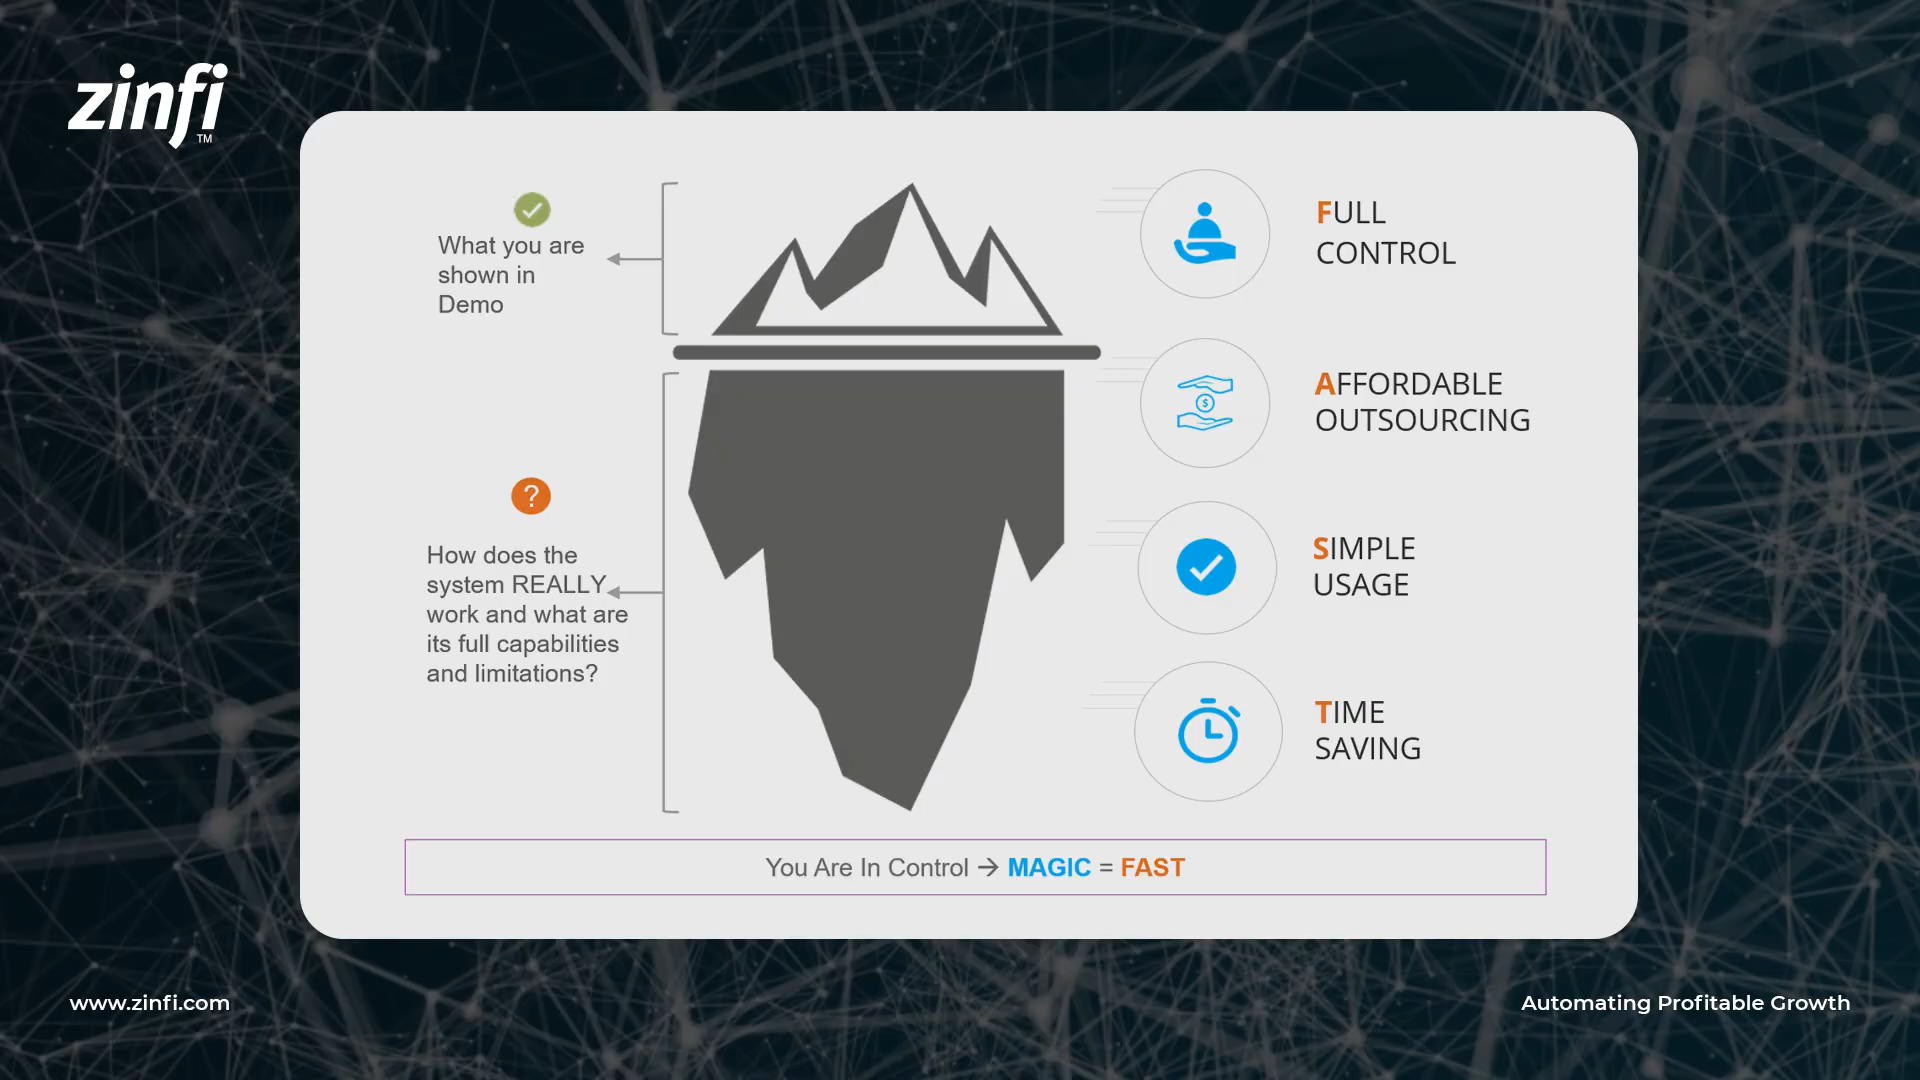 zinfi™
What you are
shown in
Demo
?
How does the
system REALLY
work and what are
its full capabilities
and limitations?
FULL
CONTROL
$
AFFORDABLE
OUTSOURCING
SIMPLE
USAGE
TIME
SAVING
You Are In Control → MAGIC = FAST
www.zinfi.com
Automating Profitable Growth